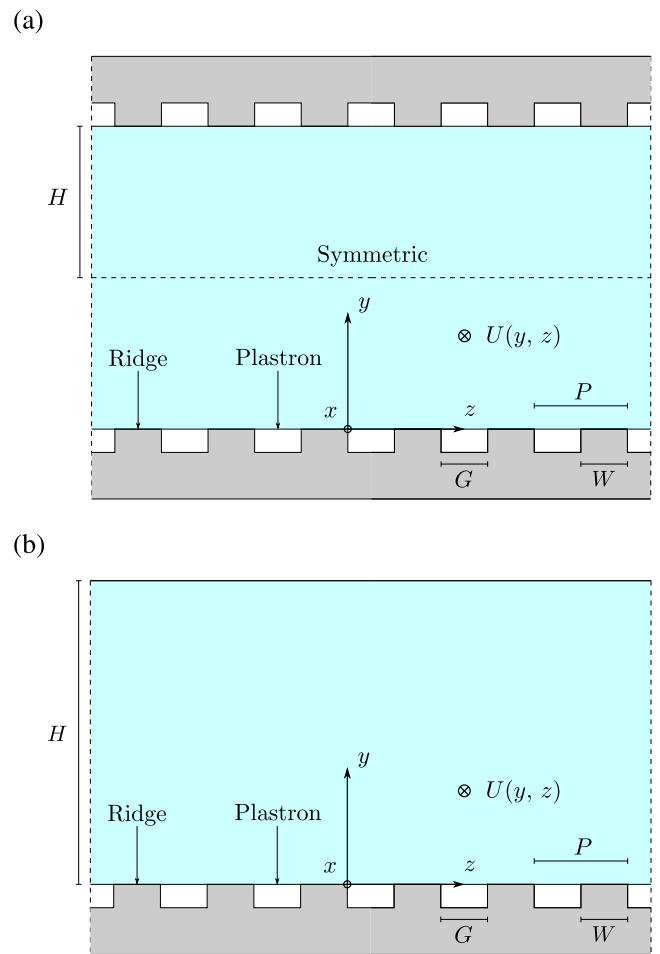 (a)
H
Symmetric
y
⊗ U(y, z)
Ridge
Plastron
P
x
z
G
W
(b)
H
y
⊗ U(y, z)
Ridge
Plastron
P
x
z
G
W